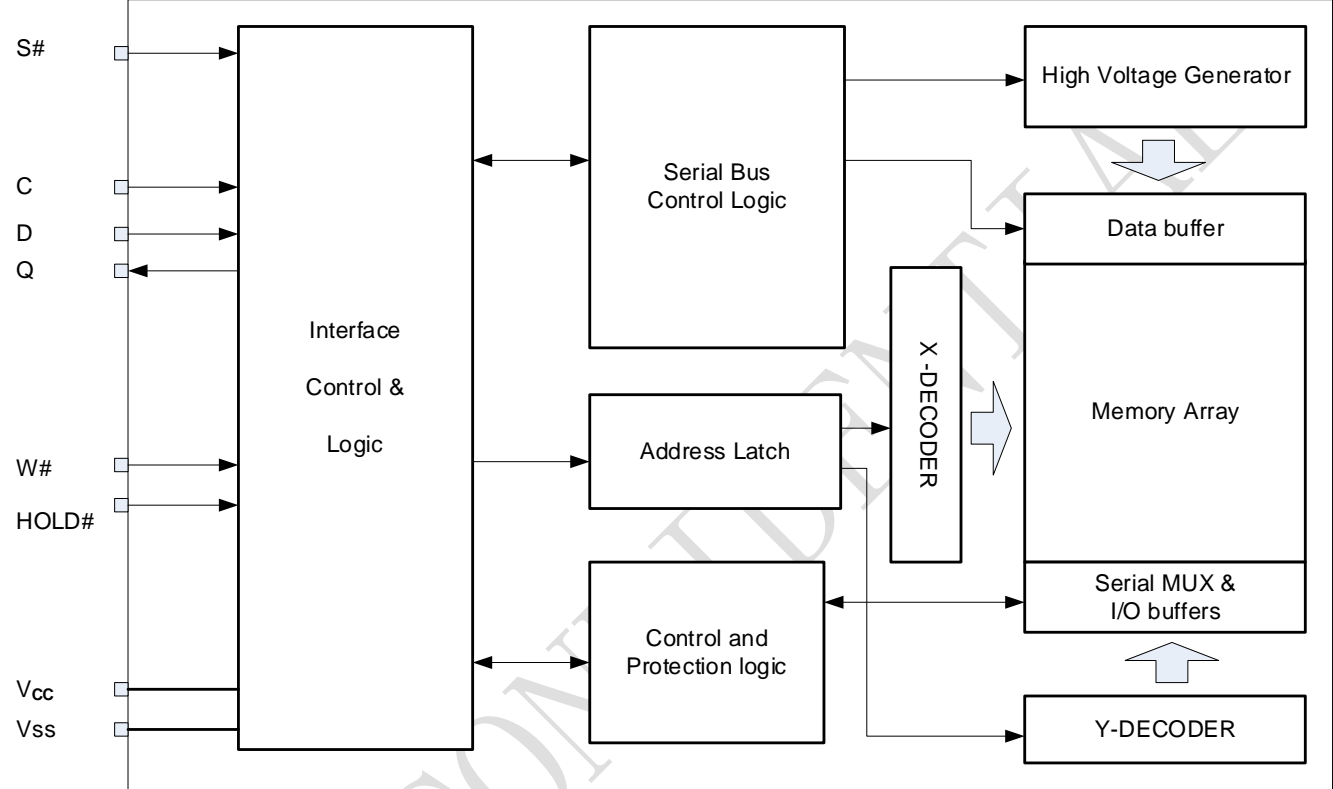 S#
C
D
Q
W#
HOLD#
Vcc
Vss
Interface
Control &
Logic
Serial Bus
Control Logic
Address Latch
Control and
Protection logic
X -DECODER
High Voltage Generator
Data buffer
Memory Array
Serial MUX &
I/O buffers
Y-DECODER
CONFIDENTIAL